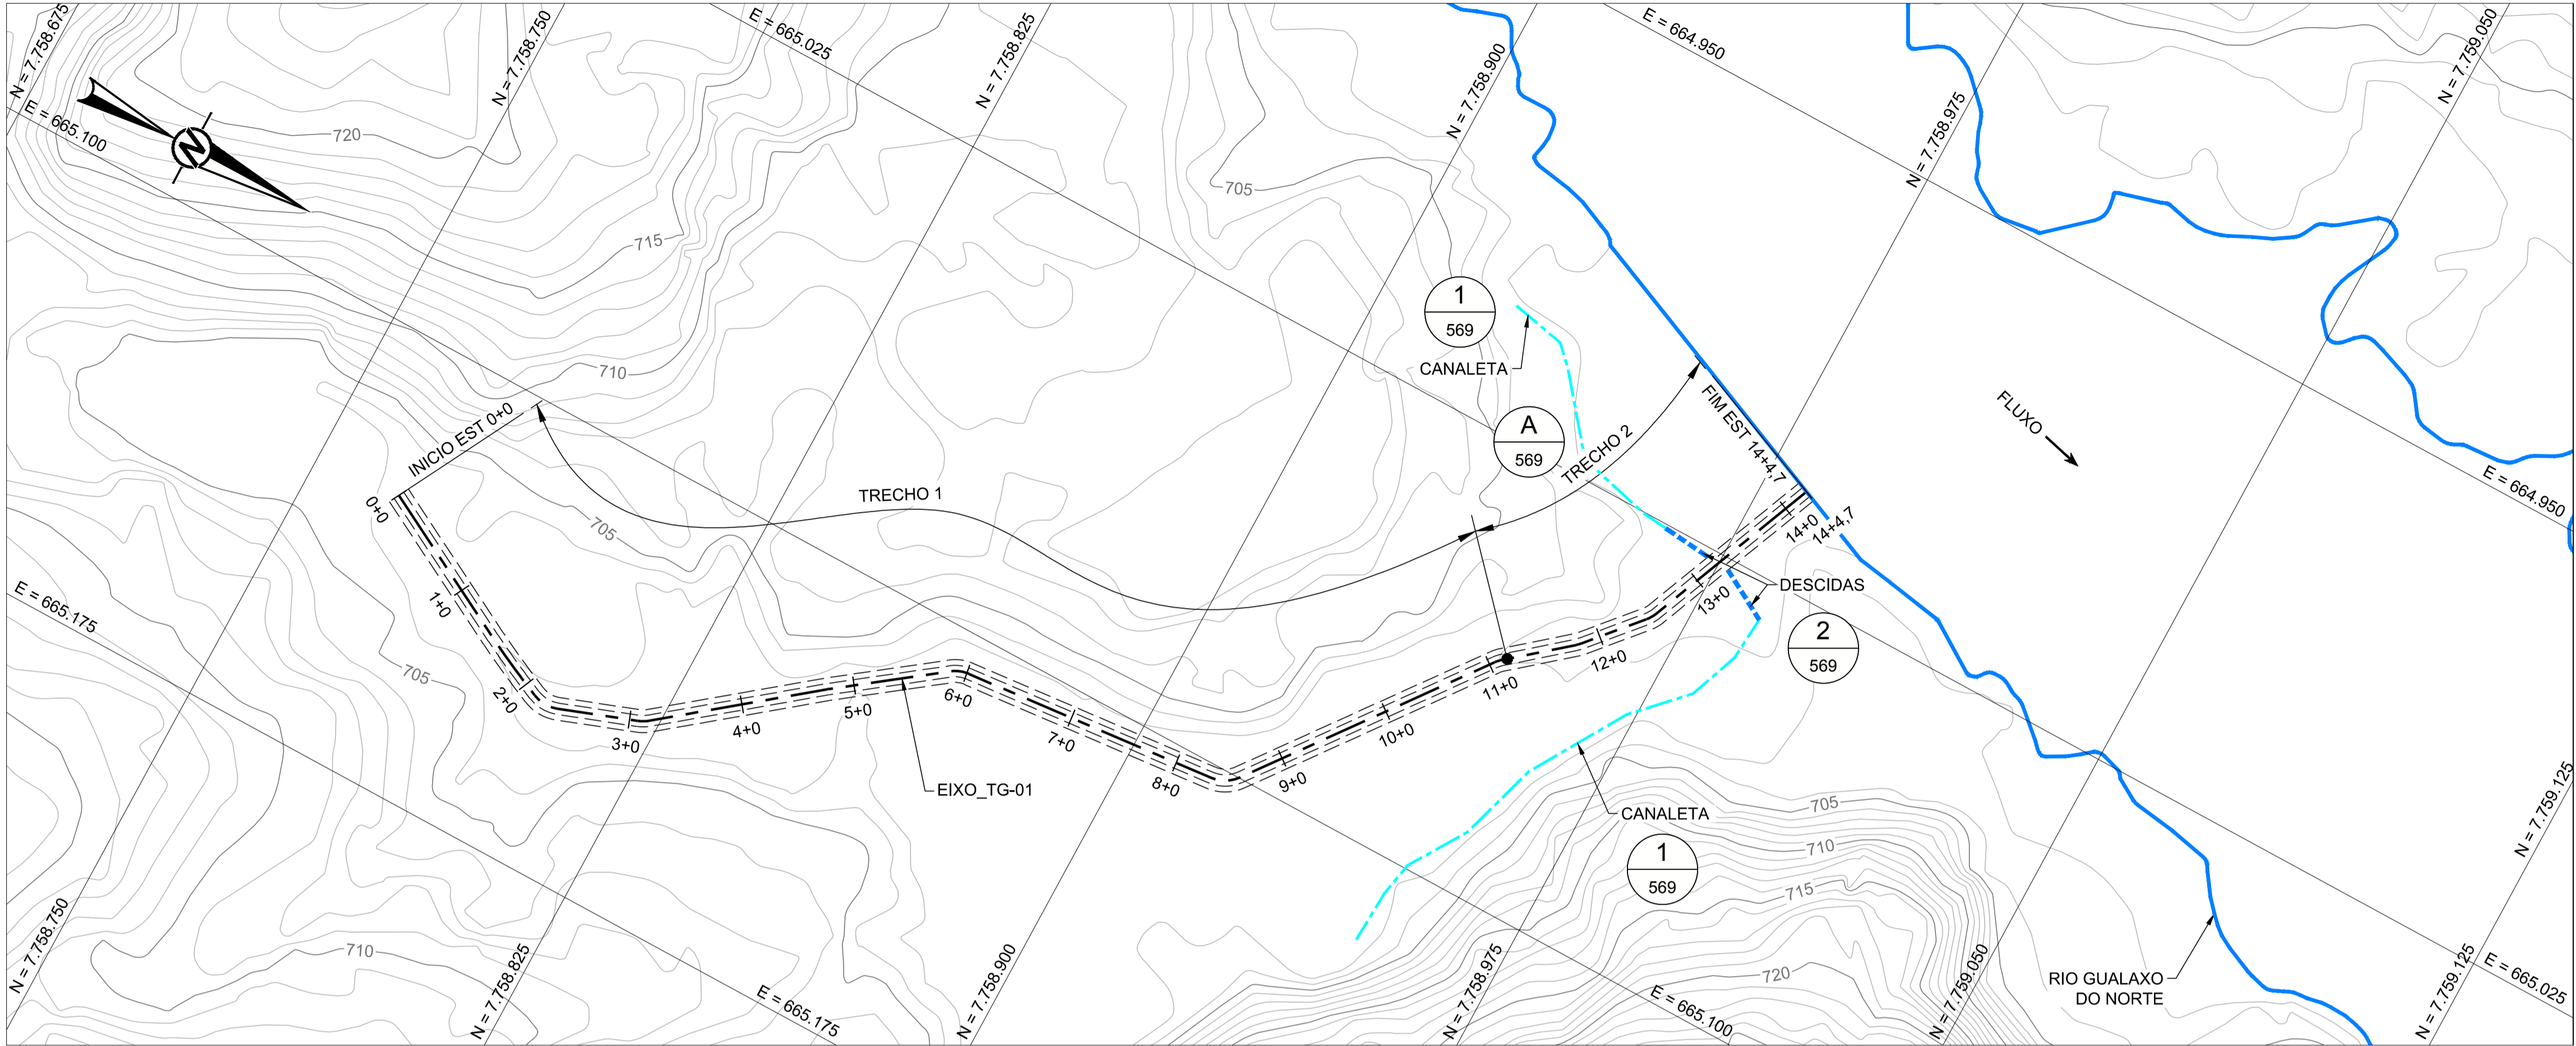 N = 7.758.675
N = 7.758.750
E = 665.025
N = 7.758.825
N = 7.758.900
E = 664.950
N = 7.758.975
N = 7.759.050
E = 665.100
N
720
715
705
710
1
569
CANALETA
A
569
TRECHO 2
FIM EST 14+4,7
FLUXO
INICIO EST 0+0
TRECHO 1
705
0+0
1+0
2+0
3+0
4+0
5+0
6+0
7+0
8+0
9+0
10+0
11+0
12+0
13+0
14+0
14+4,7
DESCIDAS
2
569
E = 664.950
E = 665.175
705
EIXO_TG-01
CANALETA
1
569
705
710
715
720
N = 7.759.125
N = 7.758.750
710
N = 7.758.825
E = 665.175
N = 7.758.900
N = 7.758.975
E = 665.100
N = 7.759.050
RIO GUALAXO
DO NORTE
N = 7.759.125
E = 665.025